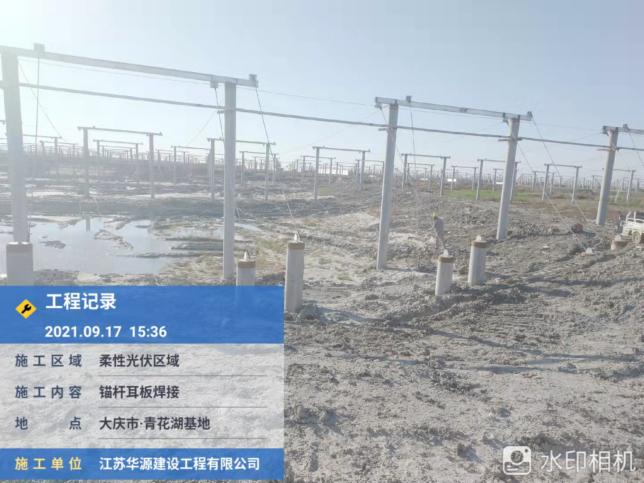 工程记录
2021.09.17 15:36
施工区域 柔性光伏区域
施工内容 锚杆耳板焊接
地点 大庆市·青花湖基地
施工单位 江苏华源建设工程有限公司
水印相机